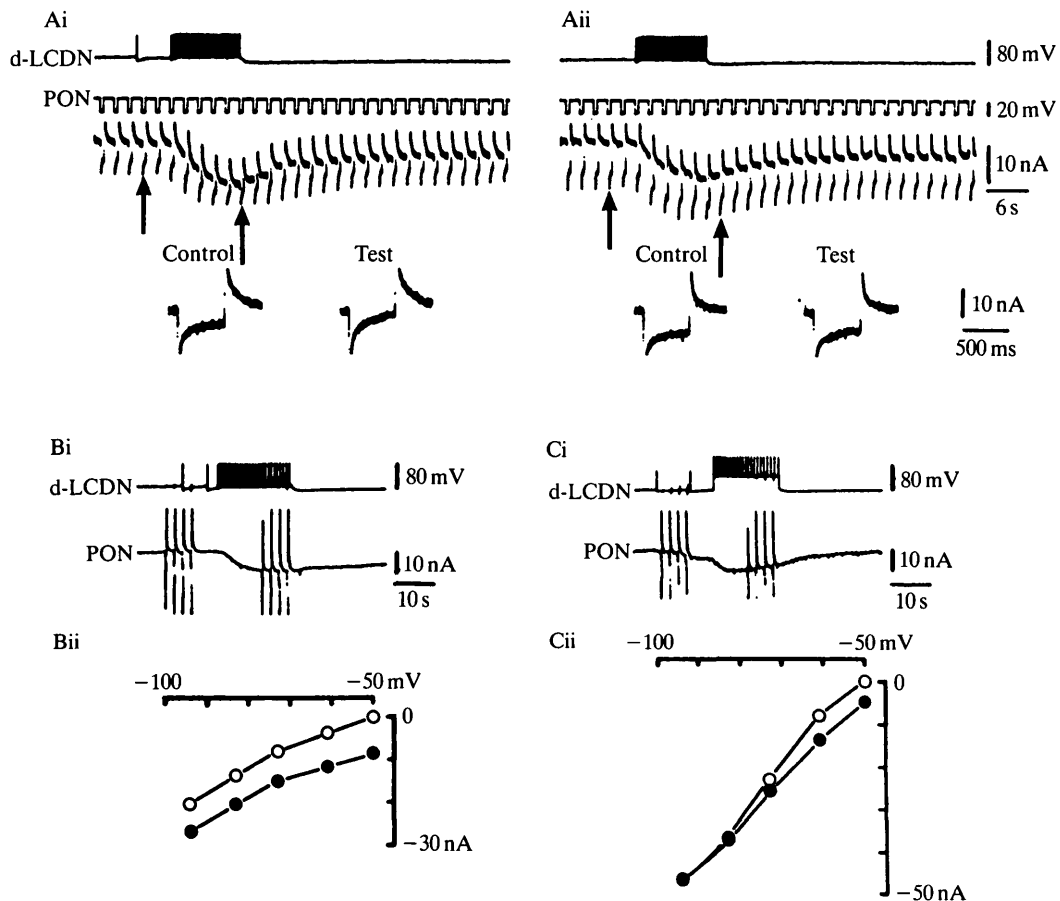 Ai
Aii
d-LCDN
80 mV
PON
20 mV
10 nA
6 s
Control
Test
Control
Test
10 nA
500 ms
Bi
Ci
d-LCDN
80 mV
d-LCDN
80 mV
PON
10 nA
PON
10 nA
10 s
10 s
Bii
−100
−50 mV
Cii
−100
−50 mV
0
0
−30 nA
−50 nA